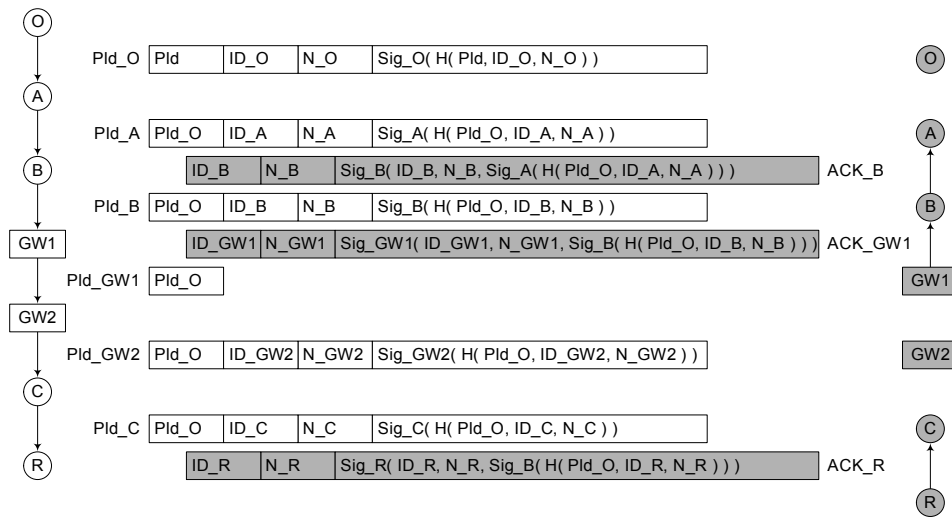 O
Pld_O Pld ID_O N_O Sig_O( H( Pld, ID_O, N_O ) ) O
A
Pld_A Pld_O ID_A N_A Sig_A( H( Pld_O, ID_A, N_A ) ) A
B ID_B N_B Sig_B( ID_B, N_B, Sig_A( H( Pld_O, ID_A, N_A ) ) ) ACK_B
Pld_B Pld_O ID_B N_B Sig_B( H( Pld_O, ID_B, N_B ) ) B
GW1 ID_GW1 N_GW1 Sig_GW1( ID_GW1, N_GW1, Sig_B( H( Pld_O, ID_B, N_B ) ) ) ACK_GW1
Pld_GW1 Pld_O GW1
GW2
Pld_GW2 Pld_O ID_GW2 N_GW2 Sig_GW2( H( Pld_O, ID_GW2, N_GW2 ) ) GW2
C
Pld_C Pld_O ID_C N_C Sig_C( H( Pld_O, ID_C, N_C ) ) C
R ID_R N_R Sig_R( ID_R, N_R, Sig_B( H( Pld_O, ID_R, N_R ) ) ) ACK_R
R